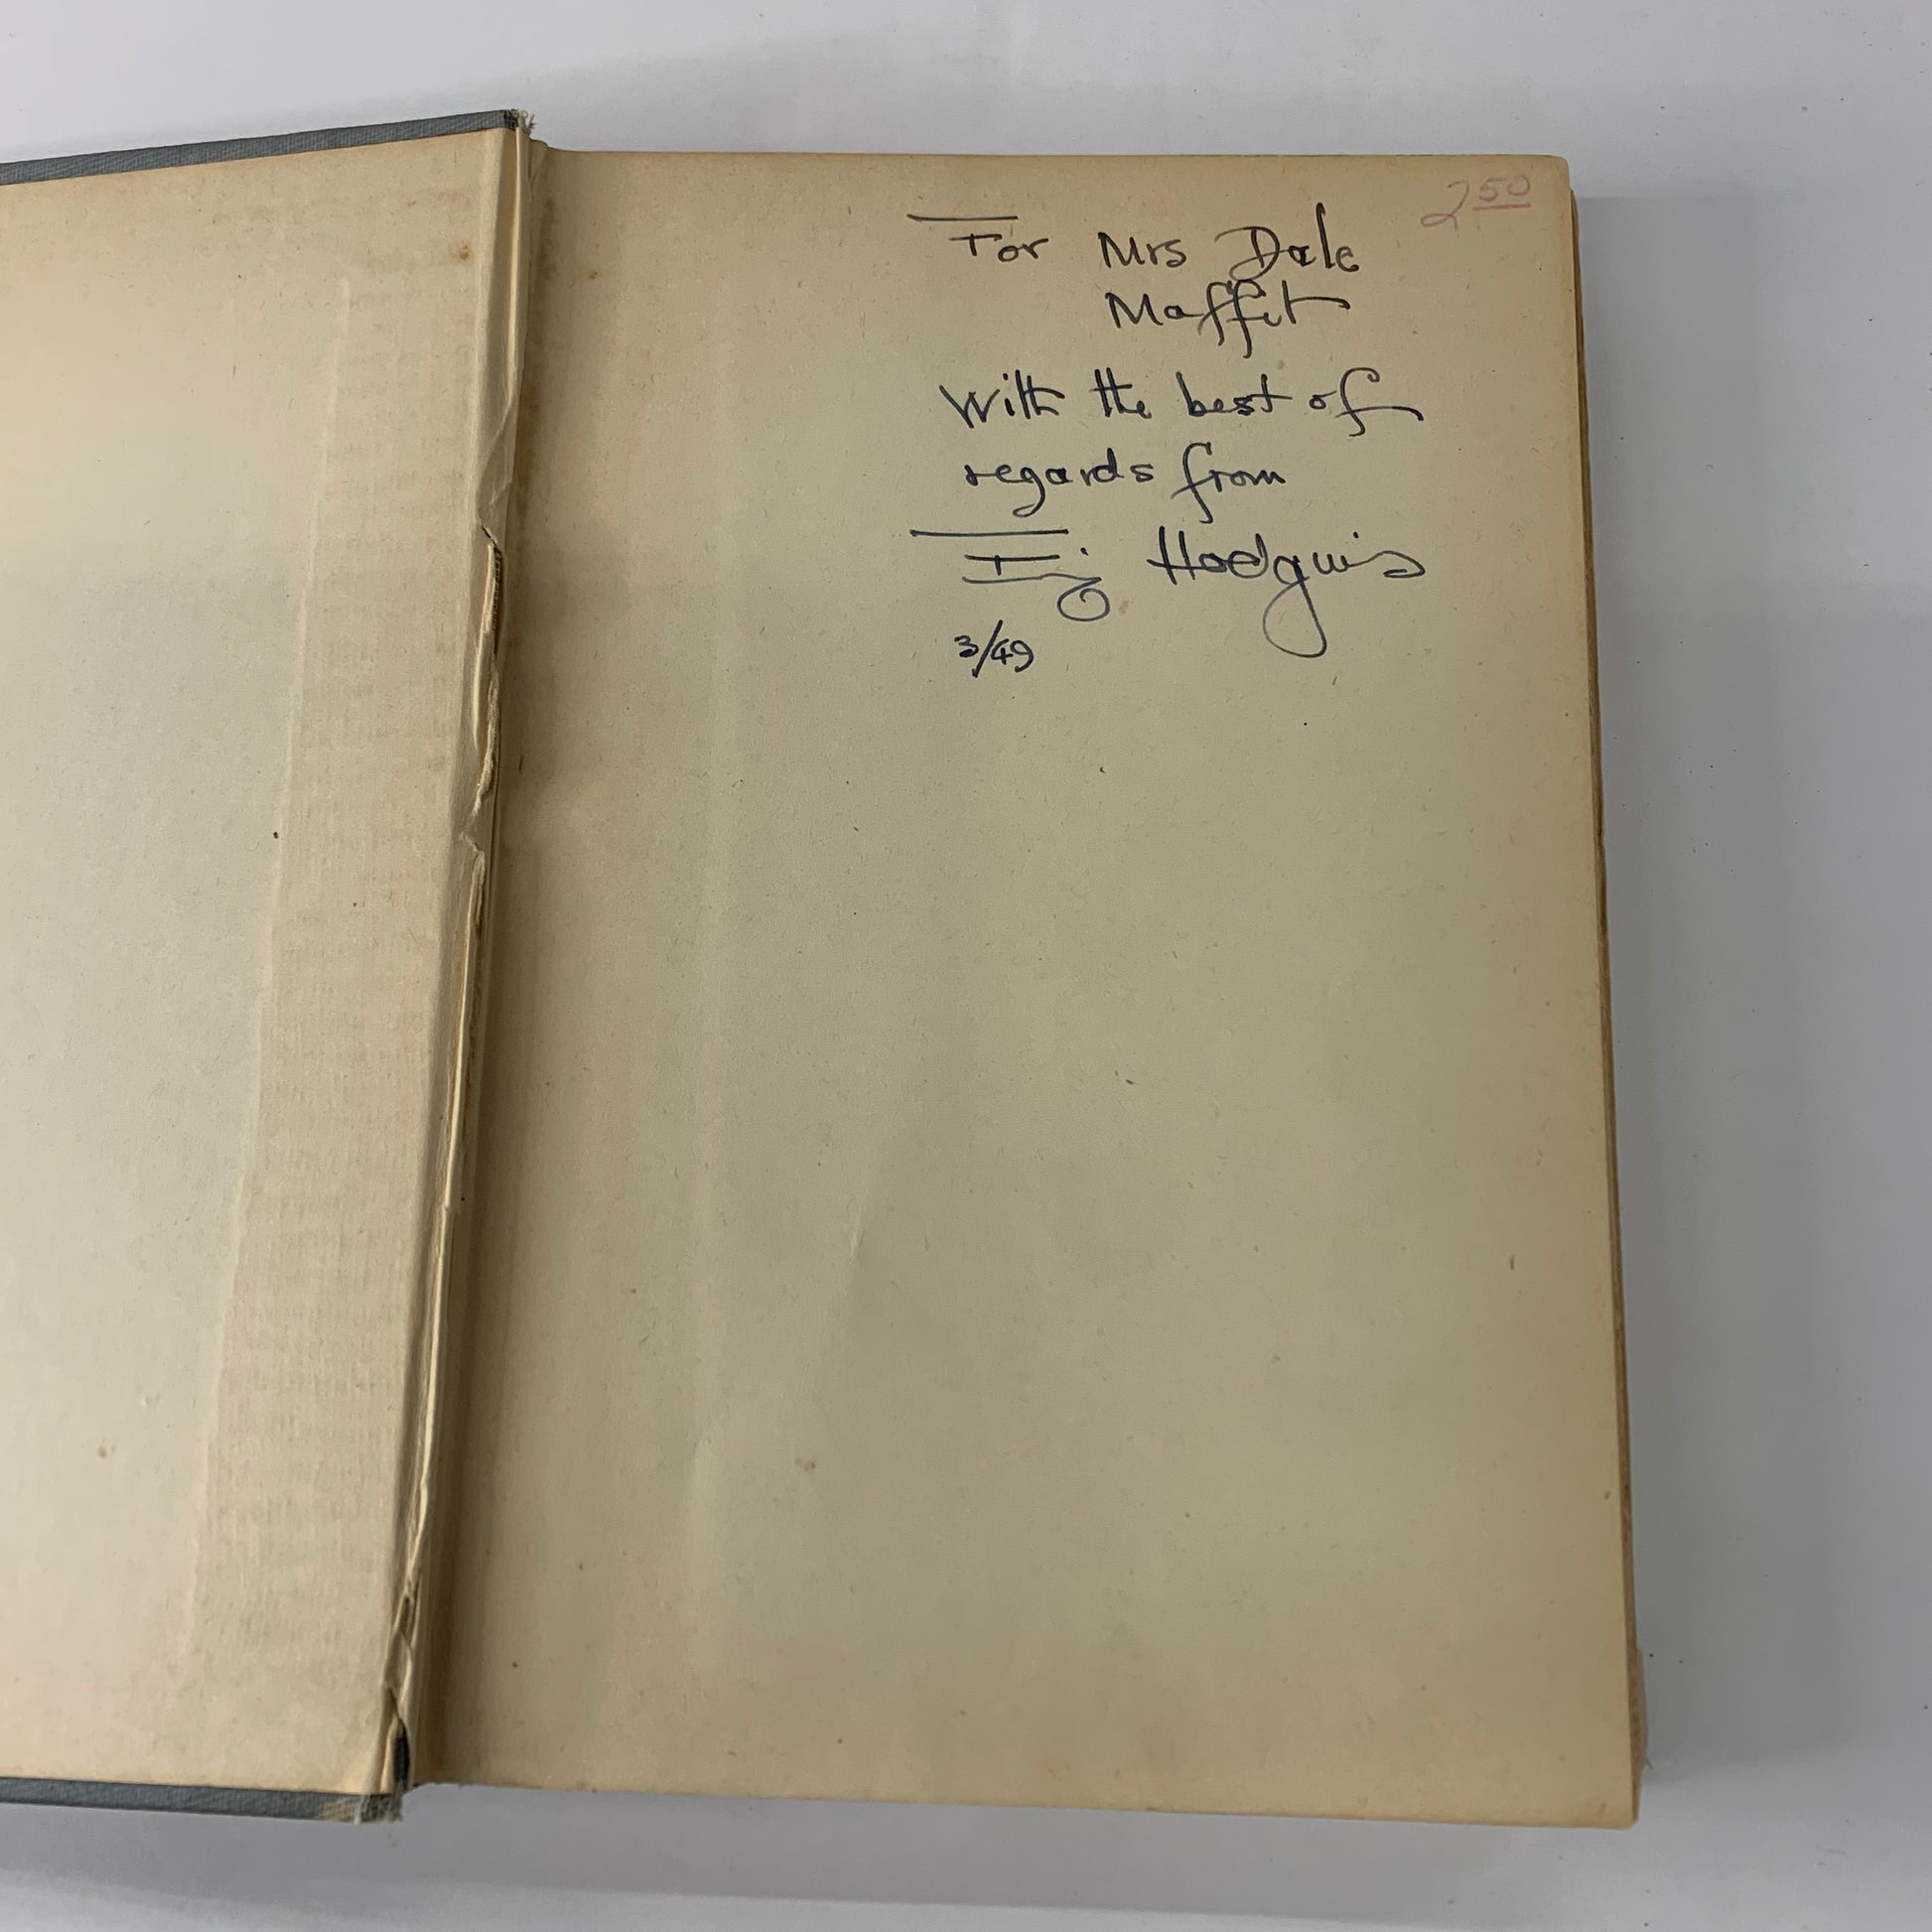 2 50
For Mrs Dale
Maffit
With the best of
regards from
Hodgins
3/49